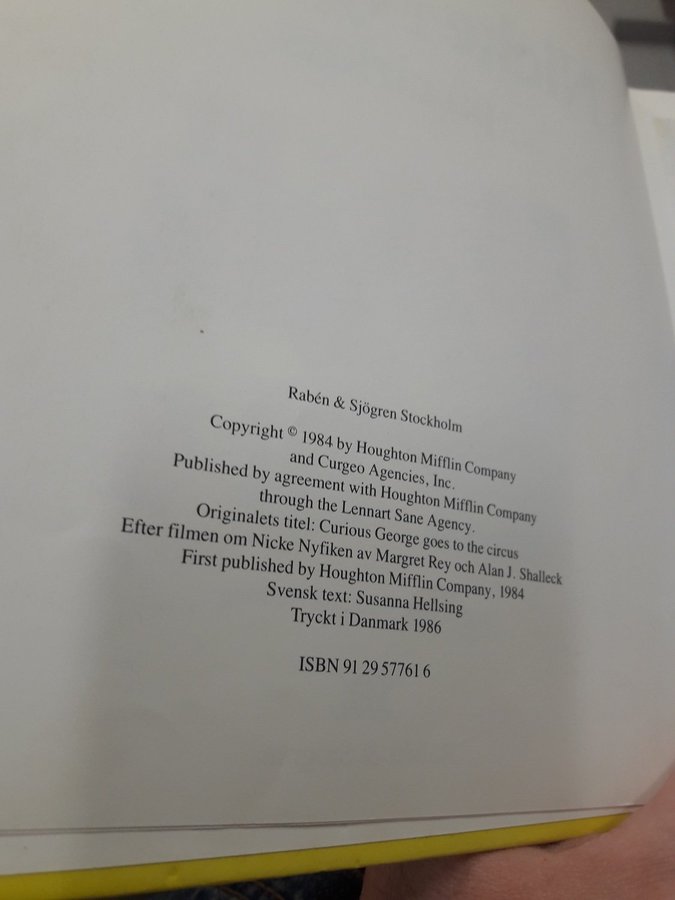 Rabén & Sjögren Stockholm
Copyright © 1984 by Houghton Mifflin Company
and Curgeo Agencies, Inc.
Published by agreement with Houghton Mifflin Company
through the Lennart Sane Agency.
Originalets titel: Curious George goes to the circus
Efter filmen om Nicke Nyfiken av Margret Rey och Alan J. Shalleck
First published by Houghton Mifflin Company, 1984
Svensk text: Susanna Hellsing
Tryckt i Danmark 1986
ISBN 91 29 57761 6